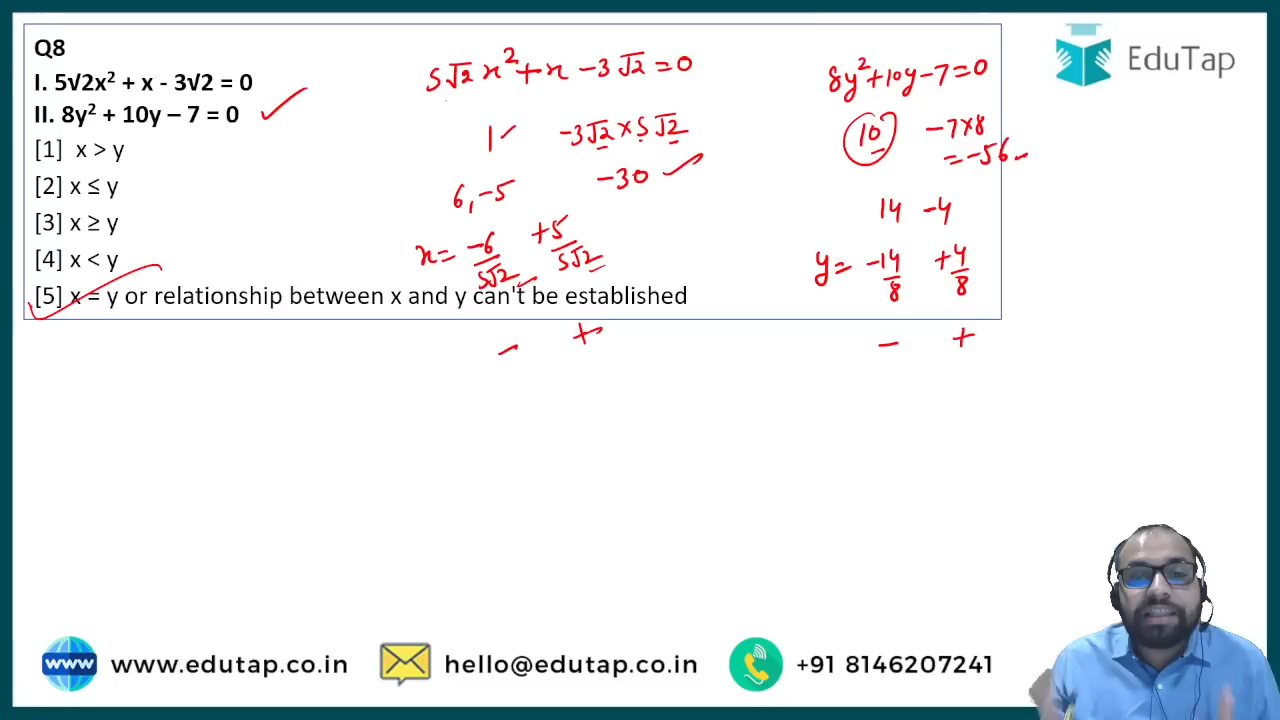 Q8
I. 5√2x² + x - 3√2 = 0
II. 8y² + 10y – 7 = 0
[1] x > y
[2] x ≤ y
[3] x ≥ y
[4] x < y
[5] x = y or relationship between x and y can't be established
5√2 x² + x - 3√2 = 0
1 -3√2 × 5√2
6, -5 -30
x = -6/5√2 +5/5√2
- +
8y² + 10y - 7 = 0
10 -7×8
= -56
14 -4
y = -14/8 +4/8
- +
EduTap
www www.edutap.co.in hello@edutap.co.in +91 8146207241